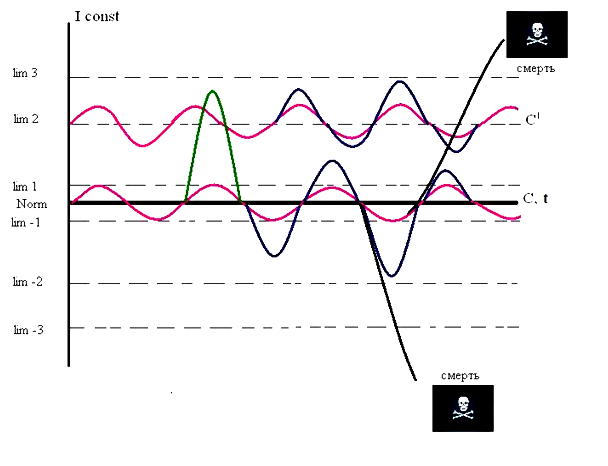 I const
смерть
lim 3
lim 2
C¹
lim 1
Norm
C, t
lim -1
lim -2
lim -3
смерть